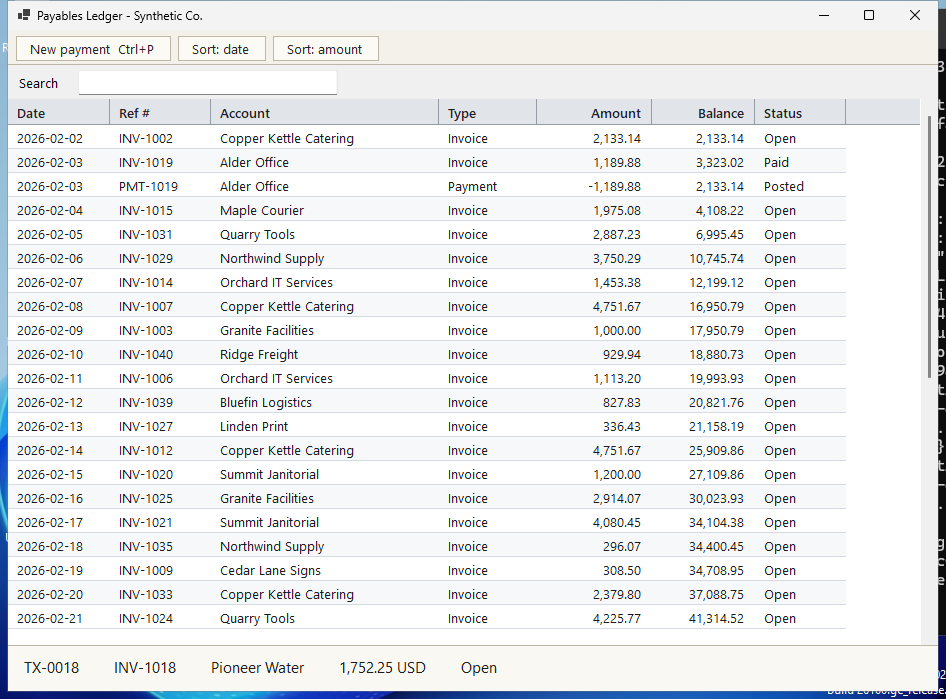 Payables Ledger - Synthetic Co.
New payment Ctrl+P Sort: date Sort: amount
Search
Date Ref # Account Type Amount Balance Status
2026-02-02 INV-1002 Copper Kettle Catering Invoice 2,133.14 2,133.14 Open
2026-02-03 INV-1019 Alder Office Invoice 1,189.88 3,323.02 Paid
2026-02-03 PMT-1019 Alder Office Payment -1,189.88 2,133.14 Posted
2026-02-04 INV-1015 Maple Courier Invoice 1,975.08 4,108.22 Open
2026-02-05 INV-1031 Quarry Tools Invoice 2,887.23 6,995.45 Open
2026-02-06 INV-1029 Northwind Supply Invoice 3,750.29 10,745.74 Open
2026-02-07 INV-1014 Orchard IT Services Invoice 1,453.38 12,199.12 Open
2026-02-08 INV-1007 Copper Kettle Catering Invoice 4,751.67 16,950.79 Open
2026-02-09 INV-1003 Granite Facilities Invoice 1,000.00 17,950.79 Open
2026-02-10 INV-1040 Ridge Freight Invoice 929.94 18,880.73 Open
2026-02-11 INV-1006 Orchard IT Services Invoice 1,113.20 19,993.93 Open
2026-02-12 INV-1039 Bluefin Logistics Invoice 827.83 20,821.76 Open
2026-02-13 INV-1027 Linden Print Invoice 336.43 21,158.19 Open
2026-02-14 INV-1012 Copper Kettle Catering Invoice 4,751.67 25,909.86 Open
2026-02-15 INV-1020 Summit Janitorial Invoice 1,200.00 27,109.86 Open
2026-02-16 INV-1025 Granite Facilities Invoice 2,914.07 30,023.93 Open
2026-02-17 INV-1021 Summit Janitorial Invoice 4,080.45 34,104.38 Open
2026-02-18 INV-1035 Northwind Supply Invoice 296.07 34,400.45 Open
2026-02-19 INV-1009 Cedar Lane Signs Invoice 308.50 34,708.95 Open
2026-02-20 INV-1033 Copper Kettle Catering Invoice 2,379.80 37,088.75 Open
2026-02-21 INV-1024 Quarry Tools Invoice 4,225.77 41,314.52 Open
TX-0018 INV-1018 Pioneer Water 1,752.25 USD Open